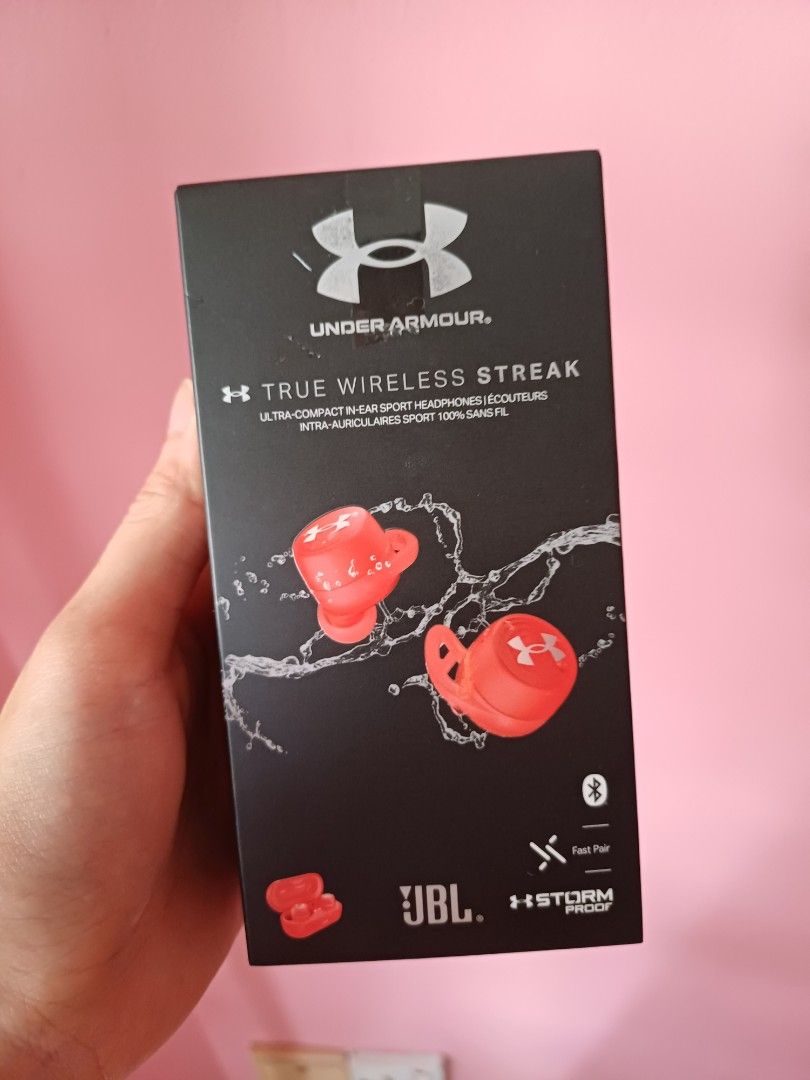 UNDER ARMOUR®
TRUE WIRELESS STREAK
ULTRA-COMPACT IN-EAR SPORT HEADPHONES | ÉCOUTEURS
INTRA-AURICULAIRES SPORT 100% SANS FIL
Fast Pair
JBL®
STORM
PROOF